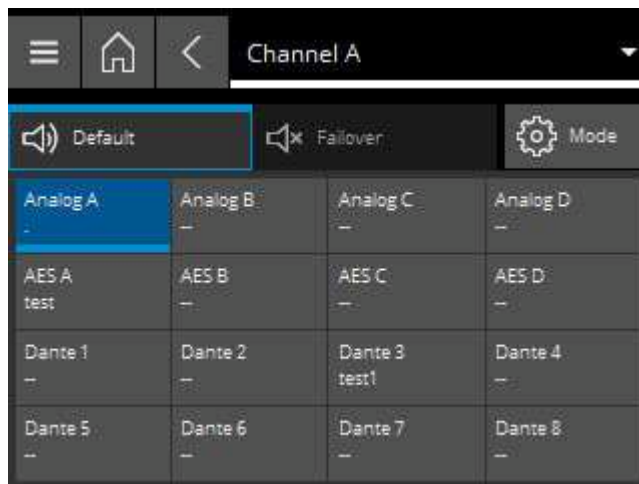 Channel A
Default Failover Mode
Analog A Analog B Analog C Analog D
- -- -- --
AES A AES B AES C AES D
test -- -- --
Dante 1 Dante 2 Dante 3 Dante 4
-- -- test1 --
Dante 5 Dante 6 Dante 7 Dante 8
-- -- -- --